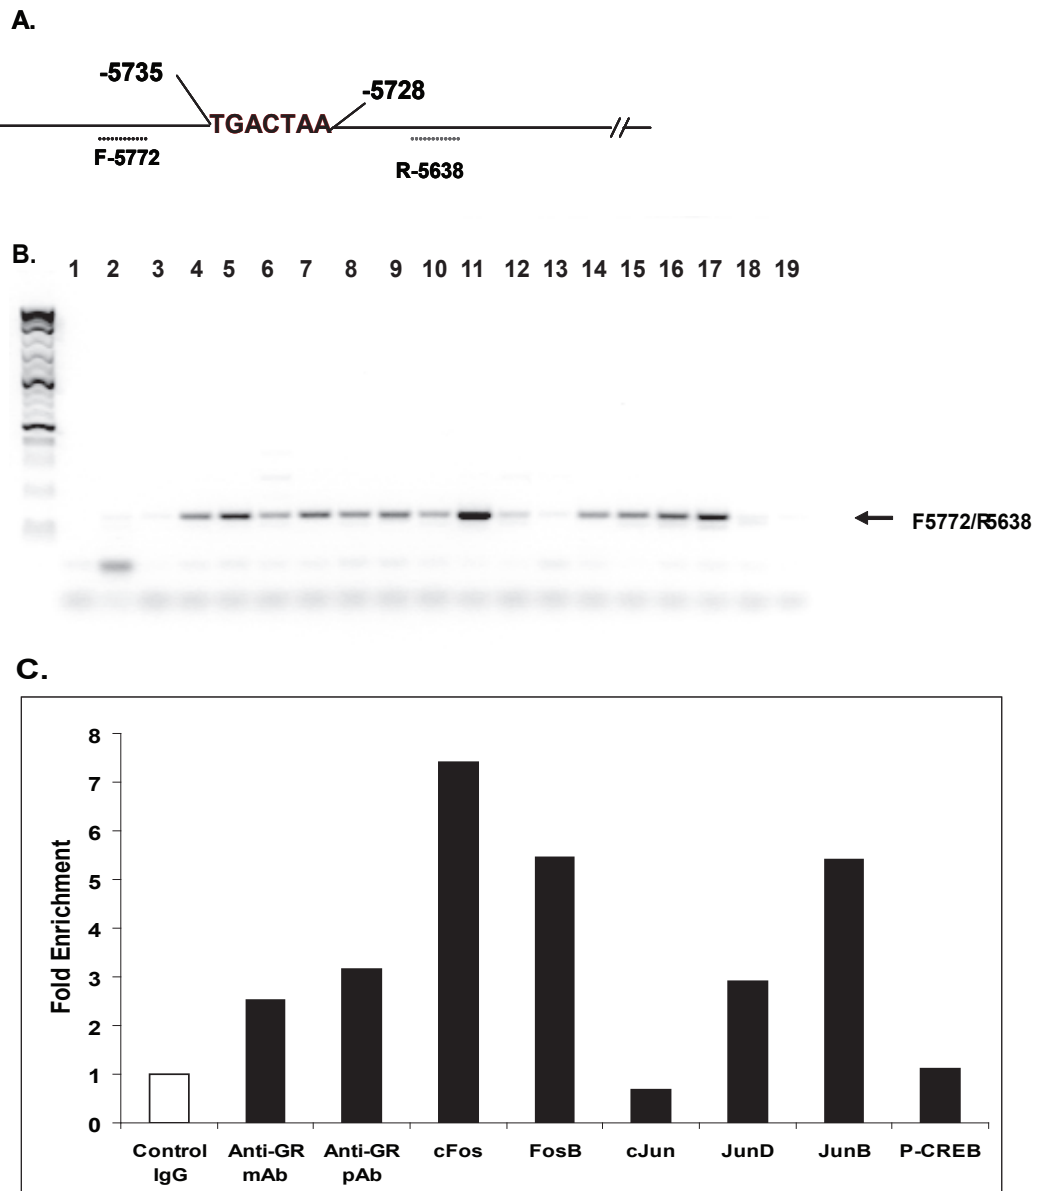 A.
-5735
-5728
TGACTAA
F-5772
R-5638
B.
1 2 3 4 5 6 7 8 9 10 11 12 13 14 15 16 17 18 19
F5772/R5638
C.
Fold Enrichment
8
7
6
5
4
3
2
1
0
Control IgG
Anti-GR mAb
Anti-GR pAb
cFos
FosB
cJun
JunD
JunB
P-CREB